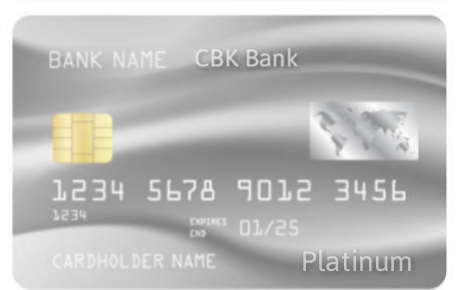 BANK NAME CBK Bank
1234 5678 9012 3456
1234
EXPIRES END 01/25
CARDHOLDER NAME Platinum